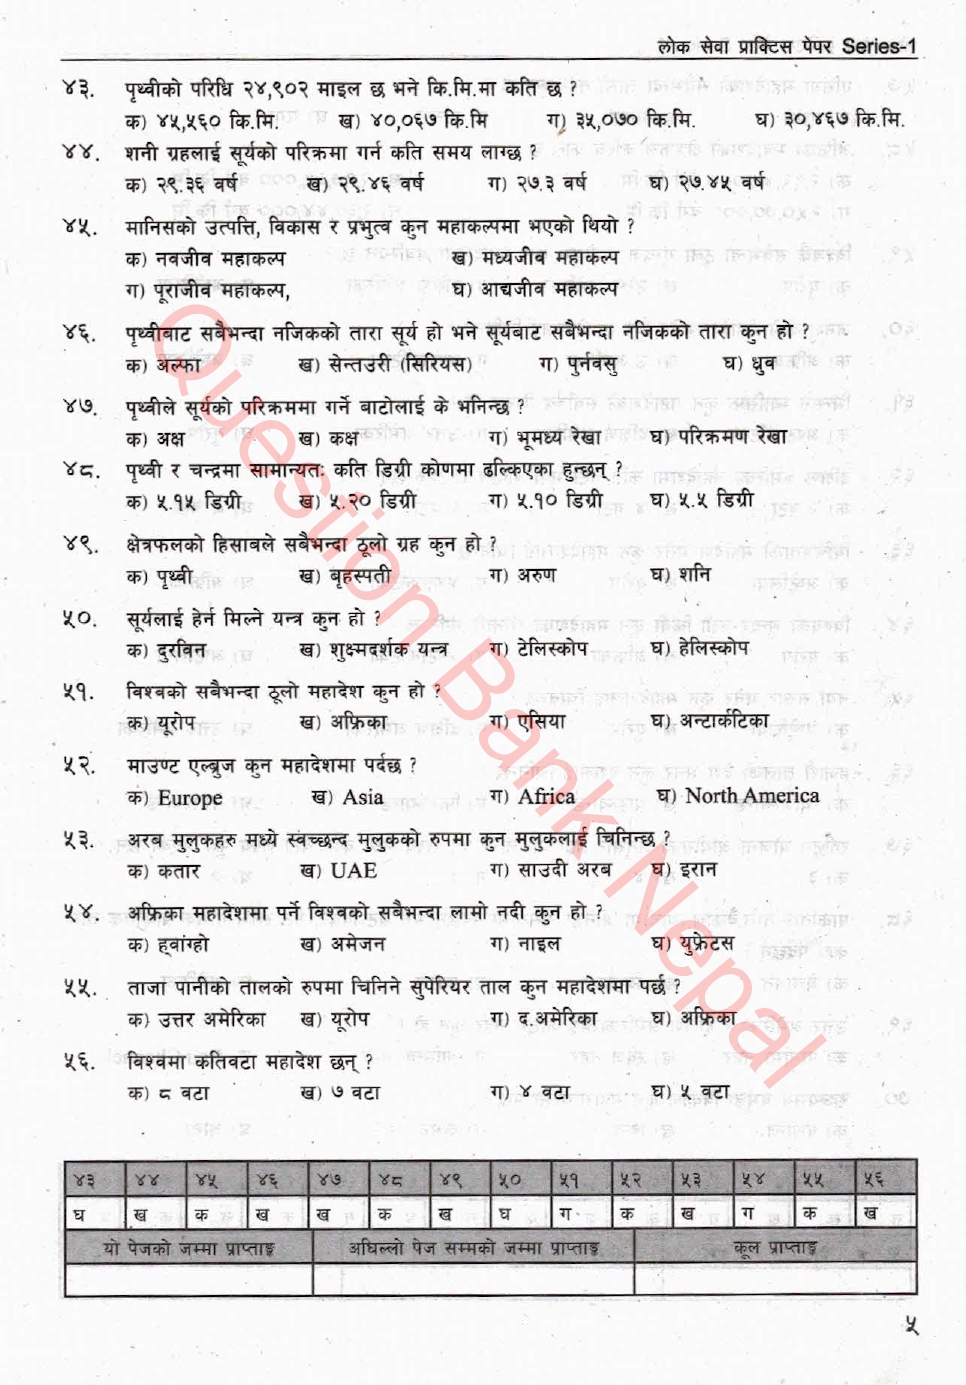 लोक सेवा प्राक्टिस पेपर Series-1
४३. पृथ्वीको परिधि २४,९०२ माइल छ भने कि.मि.मा कति छ ?
क) ४५,५६० कि.मि. ख) ४०,०६७ कि.मि ग) ३५,०७० कि.मि. घ) ३०,४६७ कि.मि.
४४. शनी ग्रहलाई सूर्यको परिक्रमा गर्न कति समय लाग्छ ?
क) २९.३६ वर्ष ख) २९.४६ वर्ष ग) २७.३ वर्ष घ) २७.४५ वर्ष
४५. मानिसको उत्पत्ति, विकास र प्रभुत्व कुन महाकल्पमा भएको थियो ?
क) नवजीव महाकल्प ख) मध्यजीव महाकल्प
ग) पूराजीव महाकल्प, घ) आद्यजीव महाकल्प
४६. पृथ्वीबाट सबैभन्दा नजिकको तारा सूर्य हो भने सूर्यबाट सबैभन्दा नजिकको तारा कुन हो ?
क) अल्फा ख) सेन्तउरी (सिरियस) ग) पुर्नवसु घ) ध्रुव
४७. पृथ्वीले सूर्यको परिक्रममा गर्ने बाटोलाई के भनिन्छ ?
क) अक्ष ख) कक्ष ग) भूमध्य रेखा घ) परिक्रमण रेखा
४८. पृथ्वी र चन्द्रमा सामान्यतः कति डिग्री कोणमा ढल्किएका हुन्छन् ?
क) ५.१५ डिग्री ख) ५.२० डिग्री ग) ५.१० डिग्री घ) ५.५ डिग्री
४९. क्षेत्रफलको हिसाबले सबैभन्दा ठूलो ग्रह कुन हो ?
क) पृथ्वी ख) बृहस्पती ग) अरुण घ) शनि
५०. सूर्यलाई हेर्न मिल्ने यन्त्र कुन हो ?
क) दुरविन ख) शुक्ष्मदर्शक यन्त्र ग) टेलिस्कोप घ) हेलिस्कोप
५१. विश्वको सबैभन्दा ठूलो महादेश कुन हो ?
क) यूरोप ख) अफ्रिका ग) एसिया घ) अन्टार्कटिका
५२. माउण्ट एल्ब्रुज कुन महादेशमा पर्दछ ?
क) Europe ख) Asia ग) Africa घ) North America
५३. अरब मुलुकहरु मध्ये स्वच्छन्द मुलुकको रुपमा कुन मुलुकलाई चिनिन्छ ?
क) कतार ख) UAE ग) साउदी अरब घ) इरान
५४. अफ्रिका महादेशमा पर्ने विश्वको सबैभन्दा लामो नदी कुन हो ?
क) ह्वांग्हो ख) अमेजन ग) नाइल घ) युफ्रेटस
५५. ताजा पानीको तालको रुपमा चिनिने सुपेरियर ताल कुन महादेशमा पर्छ ?
क) उत्तर अमेरिका ख) यूरोप ग) द.अमेरिका घ) अफ्रिका
५६. विश्वमा कतिवटा महादेश छन् ?
क) ८ वटा ख) ७ वटा ग) ४ वटा घ) ५ वटा
४३ ४४ ४५ ४६ ४७ ४८ ४९ ५० ५१ ५२ ५३ ५४ ५५ ५६
घ ख क ख ख क ख घ ग क ख ग क ख
यो पेजको जम्मा प्राप्ताङ्क अघिल्लो पेज सम्मको जम्मा प्राप्ताङ्क कूल प्राप्ताङ्क
५
Question Bank Nepal